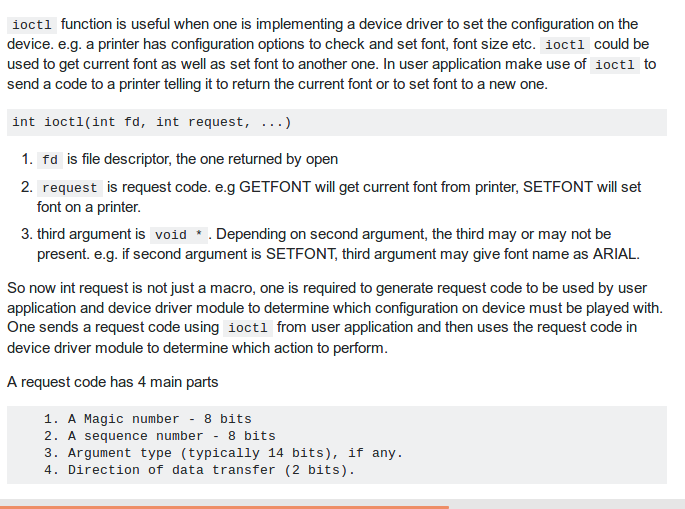 ioctl function is useful when one is implementing a device driver to set the configuration on the
device. e.g. a printer has configuration options to check and set font, font size etc. ioctl could be
used to get current font as well as set font to another one. In user application make use of ioctl to
send a code to a printer telling it to return the current font or to set font to a new one.
int ioctl(int fd, int request, ...)
1. fd is file descriptor, the one returned by open
2. request is request code. e.g GETFONT will get current font from printer, SETFONT will set
font on a printer.
3. third argument is void *. Depending on second argument, the third may or may not be
present. e.g. if second argument is SETFONT, third argument may give font name as ARIAL.
So now int request is not just a macro, one is required to generate request code to be used by user
application and device driver module to determine which configuration on device must be played with.
One sends a request code using ioctl from user application and then uses the request code in
device driver module to determine which action to perform.
A request code has 4 main parts
1. A Magic number - 8 bits
2. A sequence number - 8 bits
3. Argument type (typically 14 bits), if any.
4. Direction of data transfer (2 bits).